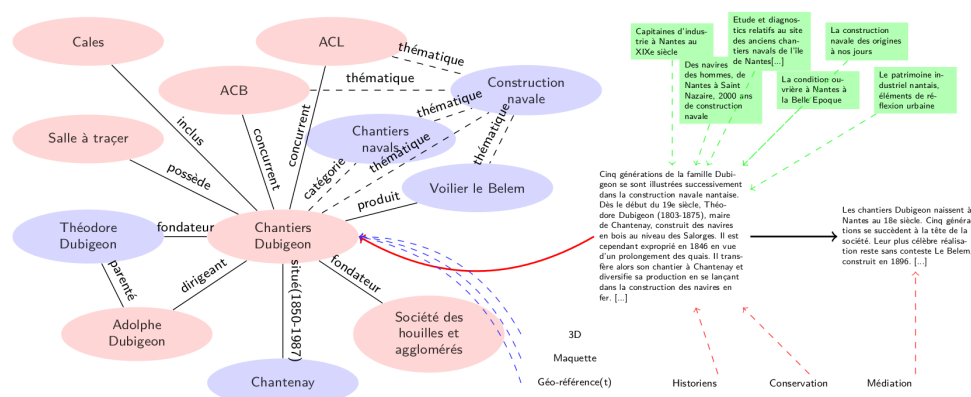 Cales
ACL
ACB
thématique
thématique
Construction
navale
Salle à traçer
inclus
concurrent
concurrent
thématique
Chantiers
navals
thématique
thématique
catégorie
possède
produit
Voilier le Belem
Théodore
Dubigeon
fondateur
Chantiers
Dubigeon
parenté
dirigeant
situé(1850-1987)
fondateur
Adolphe
Dubigeon
Société des
houilles et
agglomérés
Chantenay
3D
Maquette
Géo-référence(t)
Capitaines d'indus-
trie à Nantes au
XIXe siècle
Etude et diagnos-
tics relatifs au site
des anciens chan-
tiers navals de l'île
de Nantes[...]
La construction
navale des origines
à nos jours
Des navires
des hommes, de
Nantes à Saint
Nazaire, 2000 ans
de construction
navale
La condition ou-
vrière à Nantes à
la Belle Epoque
Le patrimoine in-
dustriel nantais,
éléments de ré-
flexion urbaine
Cinq générations de la famille Dubi-
geon se sont illustrées successivement
dans la construction navale nantaise.
Dès le début du 19e siècle, Théo-
dore Dubigeon (1803-1875), maire
de Chantenay, construit des navires
en bois au niveau des Salorges. Il est
cependant exproprié en 1846 en vue
d'un prolongement des quais. Il trans-
fère alors son chantier à Chantenay et
diversifie sa production en se lançant
dans la construction des navires en
fer. [...]
Les chantiers Dubigeon naissent à
Nantes au 18e siècle. Cinq généra-
tions se succèdent à la tête de la
société. Leur plus célèbre réali-
sation reste sans conteste Le Belem
construit en 1896. [...]
Historiens
Conservation
Médiation